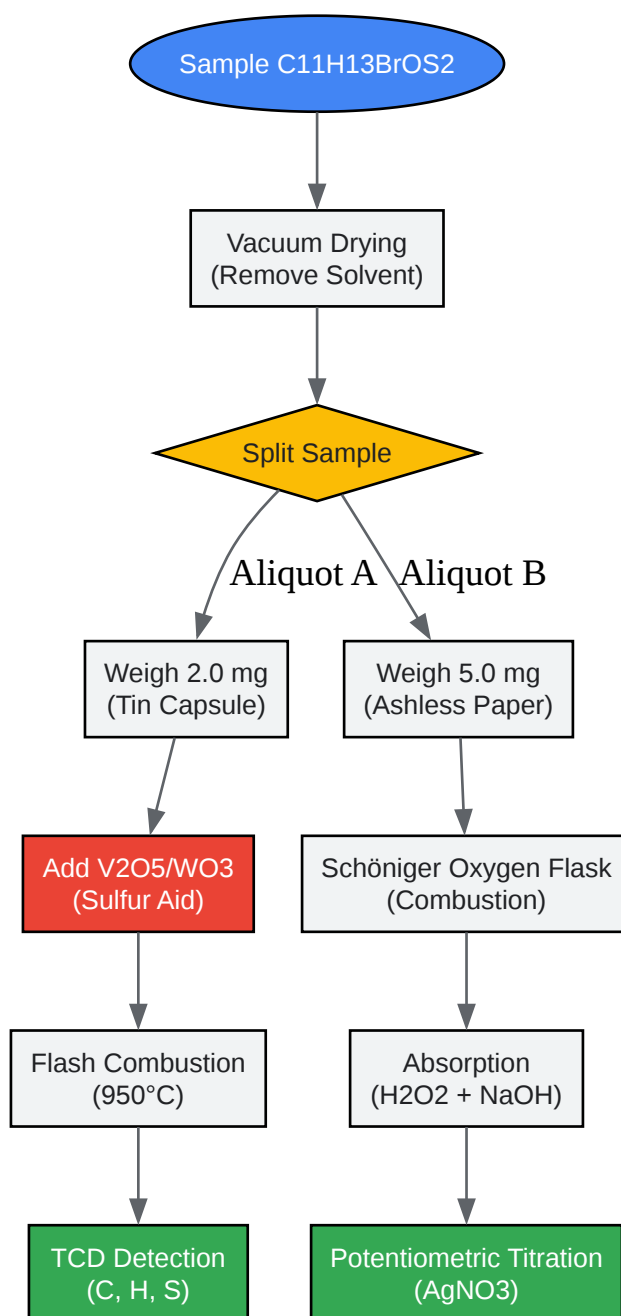 Sample C11H13BrOS2
Vacuum Drying
(Remove Solvent)
Split Sample
Aliquot A
Aliquot B
Weigh 2.0 mg
(Tin Capsule)
Weigh 5.0 mg
(Ashless Paper)
Add V2O5/WO3
(Sulfur Aid)
Schöniger Oxygen Flask
(Combustion)
Flash Combustion
(950°C)
Absorption
(H2O2 + NaOH)
TCD Detection
(C, H, S)
Potentiometric Titration
(AgNO3)